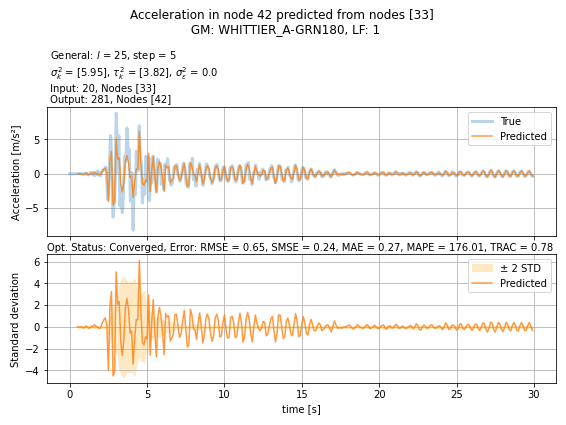 Acceleration in node 42 predicted from nodes [33]
GM: WHITTIER_A-GRN180, LF: 1
General: l = 25, step = 5
σ²ₖ = [5.95], τ²ₖ = [3.82], σ²ε = 0.0
Input: 20, Nodes [33]
Output: 281, Nodes [42]
True
Predicted
Acceleration [m/s²]
5
0
−5
Opt. Status: Converged, Error: RMSE = 0.65, SMSE = 0.24, MAE = 0.27, MAPE = 176.01, TRAC = 0.78
± 2 STD
Predicted
Standard deviation
6
4
2
0
−2
−4
0 5 10 15 20 25 30
time [s]